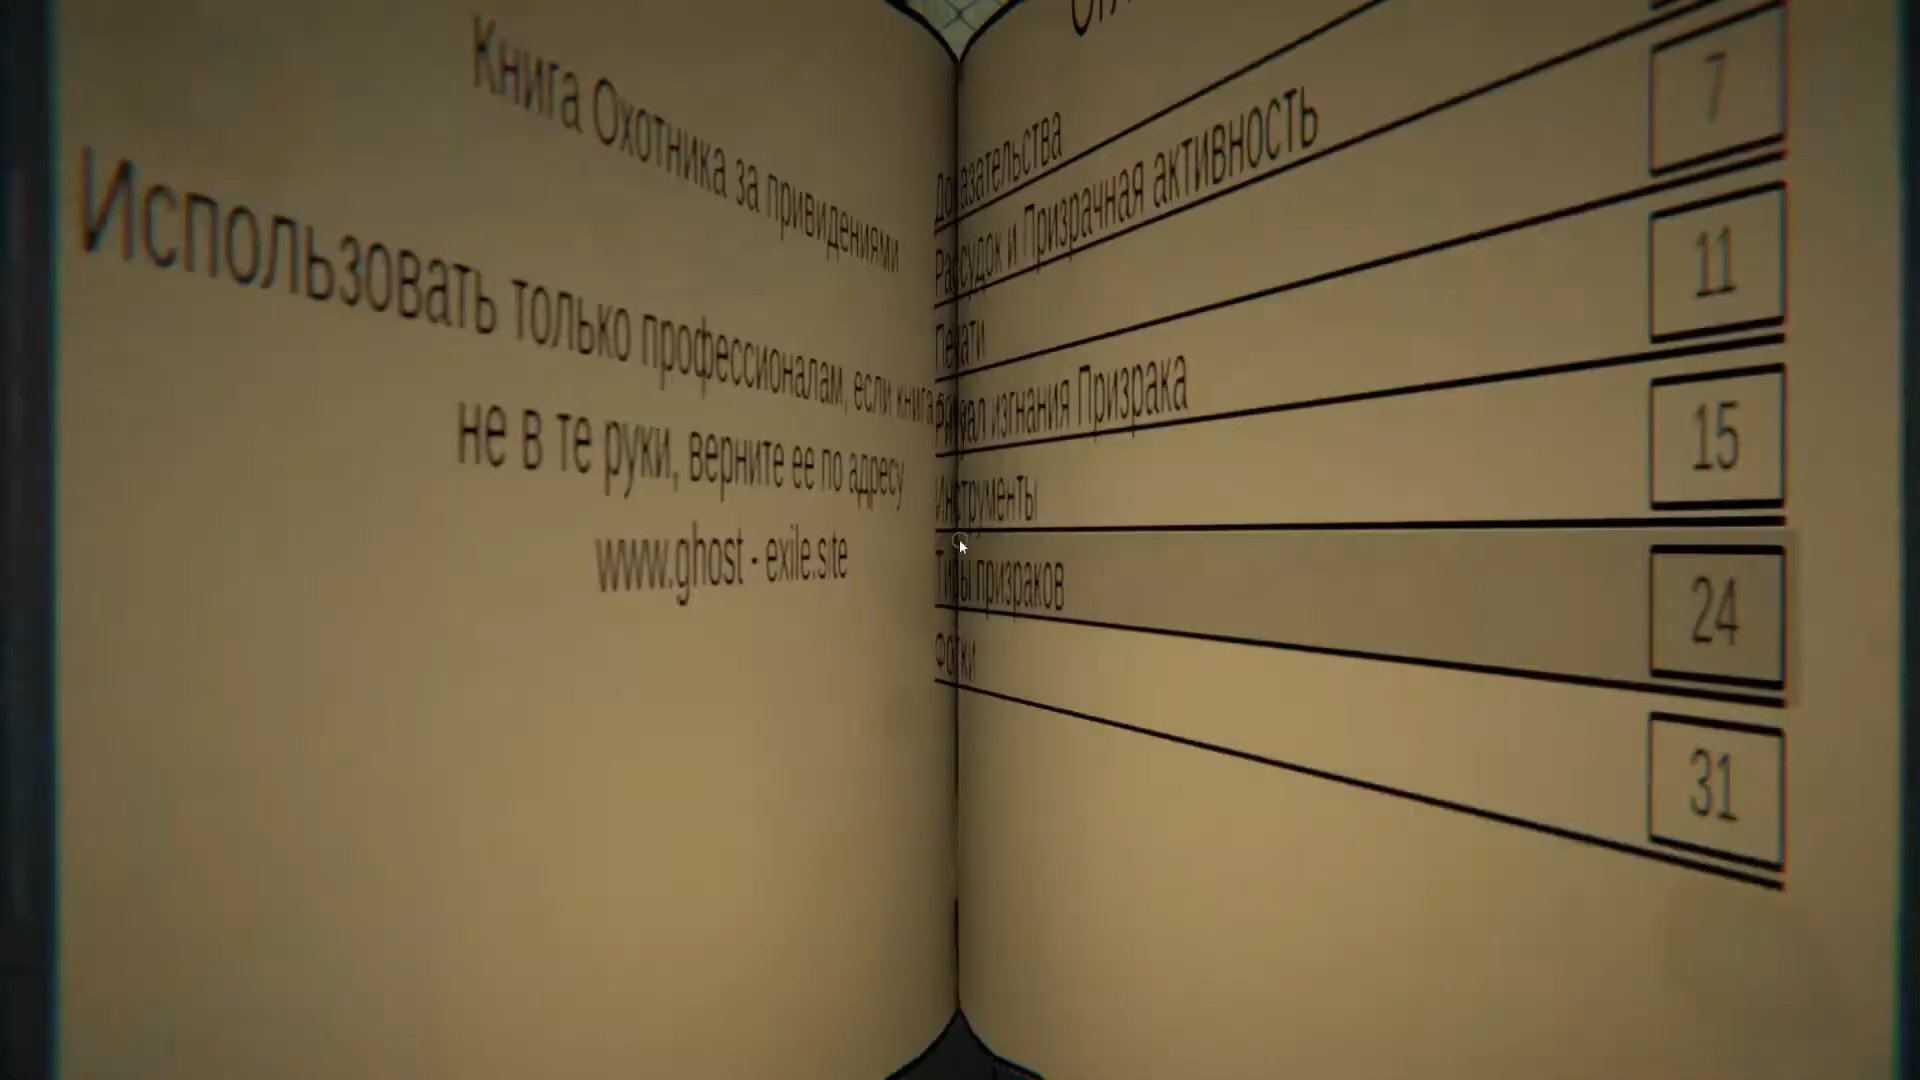 Книга Охотника за привидениями
Использовать только профессионалам, если книга
не в те руки, верните ее по адресу
www.ghost - exile.site
Доказательства
Рассудок и Призрачная активность 7
Печати 11
Ритуал изгнания Призрака 15
Инструменты
Типы призраков 24
Фотки 31